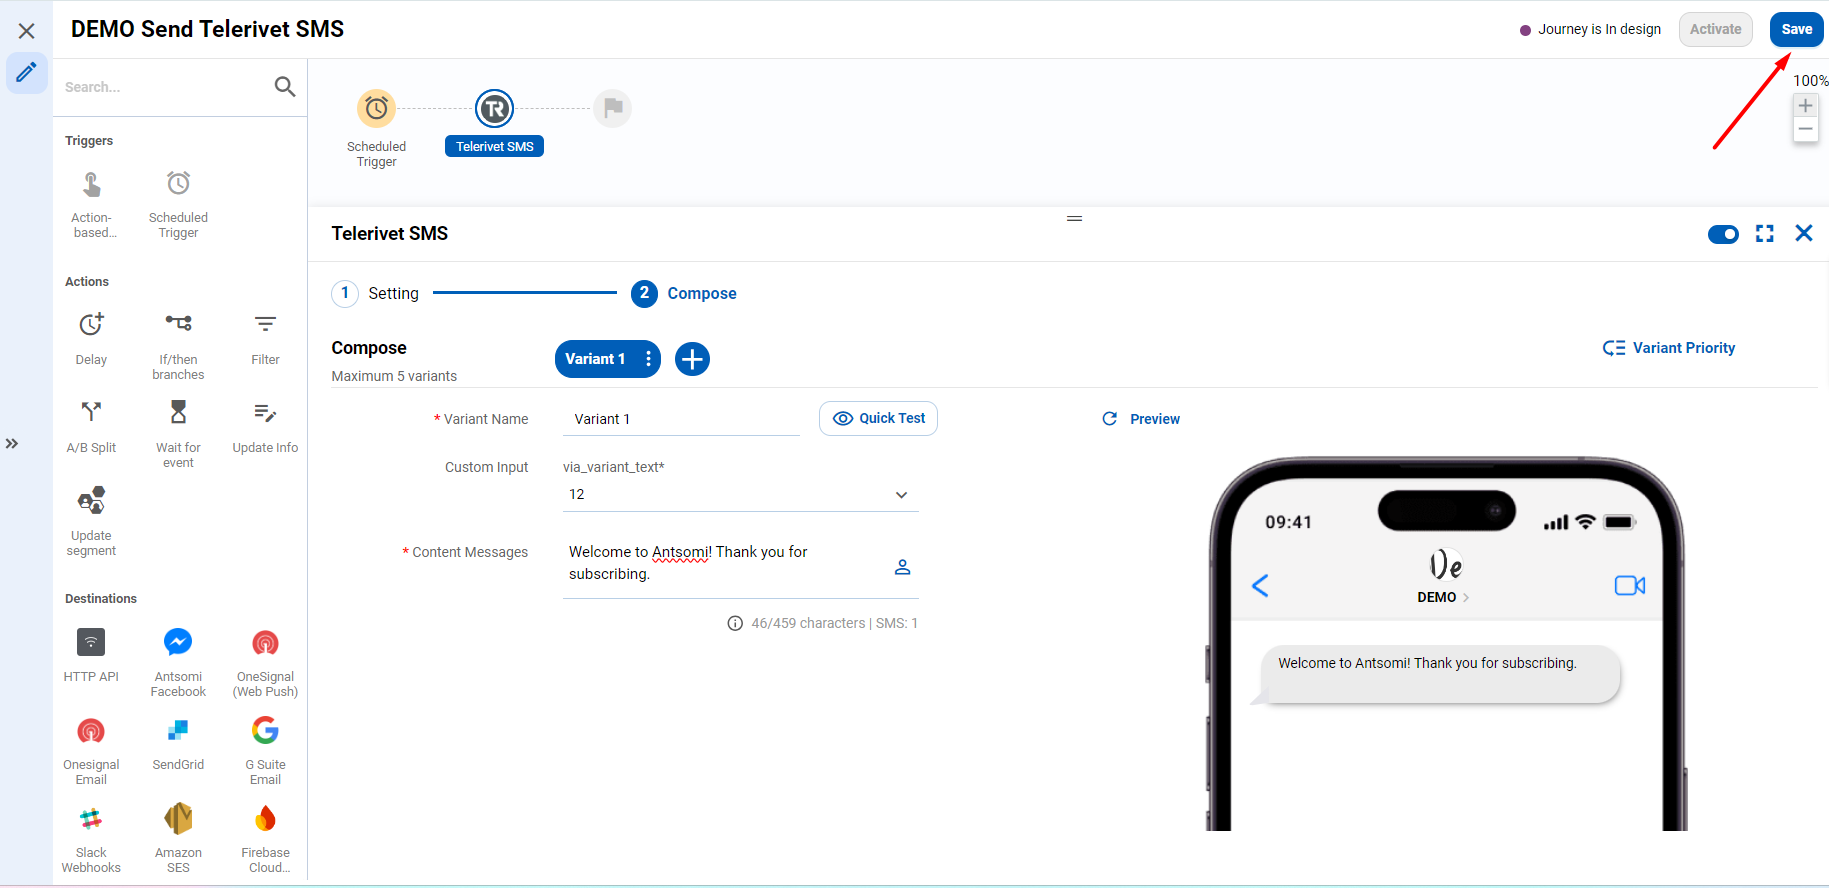 DEMO Send Telerivet SMS
Journey is In design
Activate
Save
Search...
100%
Triggers
Action-
based...
Scheduled
Trigger
Actions
Delay
If/then
branches
Filter
A/B Split
Wait for
event
Update Info
Update
segment
Destinations
HTTP API
Antsomi
Facebook
OneSignal
(Web Push)
Onesignal
Email
SendGrid
G Suite
Email
Slack
Webhooks
Amazon
SES
Firebase
Cloud...
TR
Scheduled
Trigger
Telerivet SMS
Telerivet SMS
1 Setting
2 Compose
Compose
Maximum 5 variants
Variant 1
Variant Priority
* Variant Name
Variant 1
Quick Test
Preview
Custom Input
via_variant_text*
12
* Content Messages
Welcome to Antsomi! Thank you for
subscribing.
46/459 characters | SMS: 1
09:41
De
DEMO
Welcome to Antsomi! Thank you for subscribing.